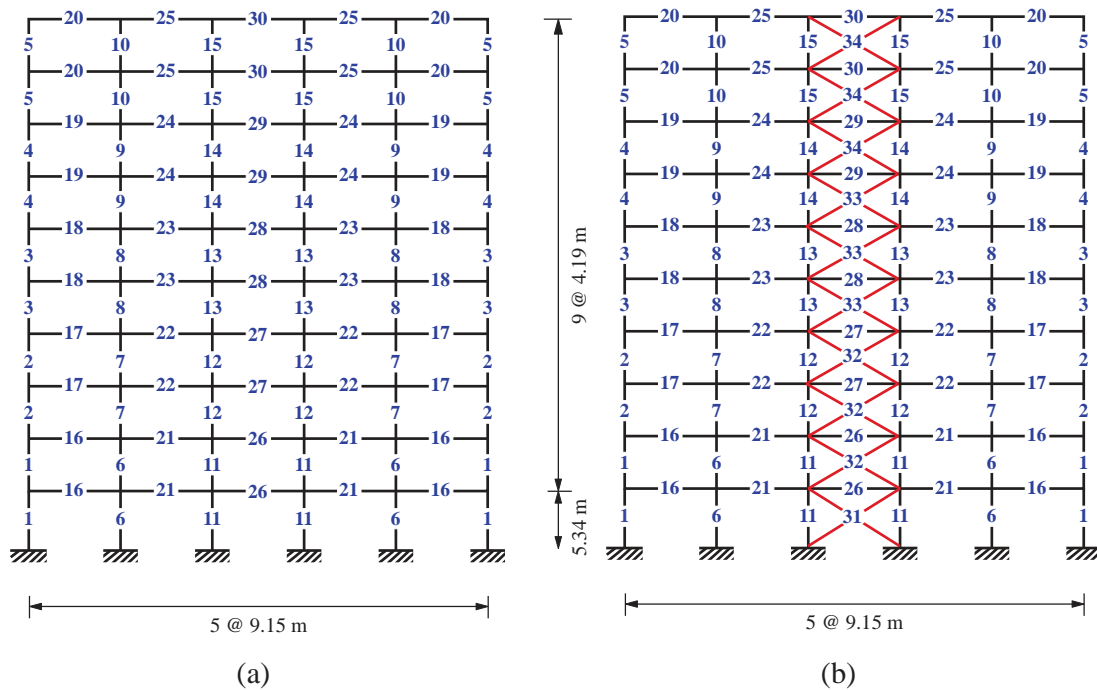 20 25 30 25 20 20 25 30 25 20
5 10 15 15 10 5 5 10 15 34 15 10 5
20 25 30 25 20 20 25 30 25 20
5 10 15 15 10 5 5 10 15 34 15 10 5
19 24 29 24 20 19 24 29 24 20
4 9 14 14 9 4 4 9 14 34 14 9 4
19 24 29 24 19 19 24 29 24 19
4 9 14 14 9 4 4 9 14 33 14 9 4
18 23 28 23 18 18 23 28 23 18
3 8 13 13 8 3 3 8 13 33 13 8 3
18 23 28 23 18 18 23 28 23 18
3 8 13 13 8 3 3 8 13 33 13 8 3
17 22 27 22 17 17 22 27 22 17
2 7 12 12 7 2 2 7 12 32 12 7 2
17 22 27 22 17 17 22 27 22 17
2 7 12 12 7 2 2 7 12 32 12 7 2
16 21 26 21 16 16 21 26 21 16
1 6 11 11 6 1 1 6 11 32 11 6 1
16 21 26 21 16 16 21 26 21 16
1 6 11 11 6 1 1 6 11 31 11 6 1
9 @ 4.19 m
5.34 m
5 @ 9.15 m
5 @ 9.15 m
(a)
(b)